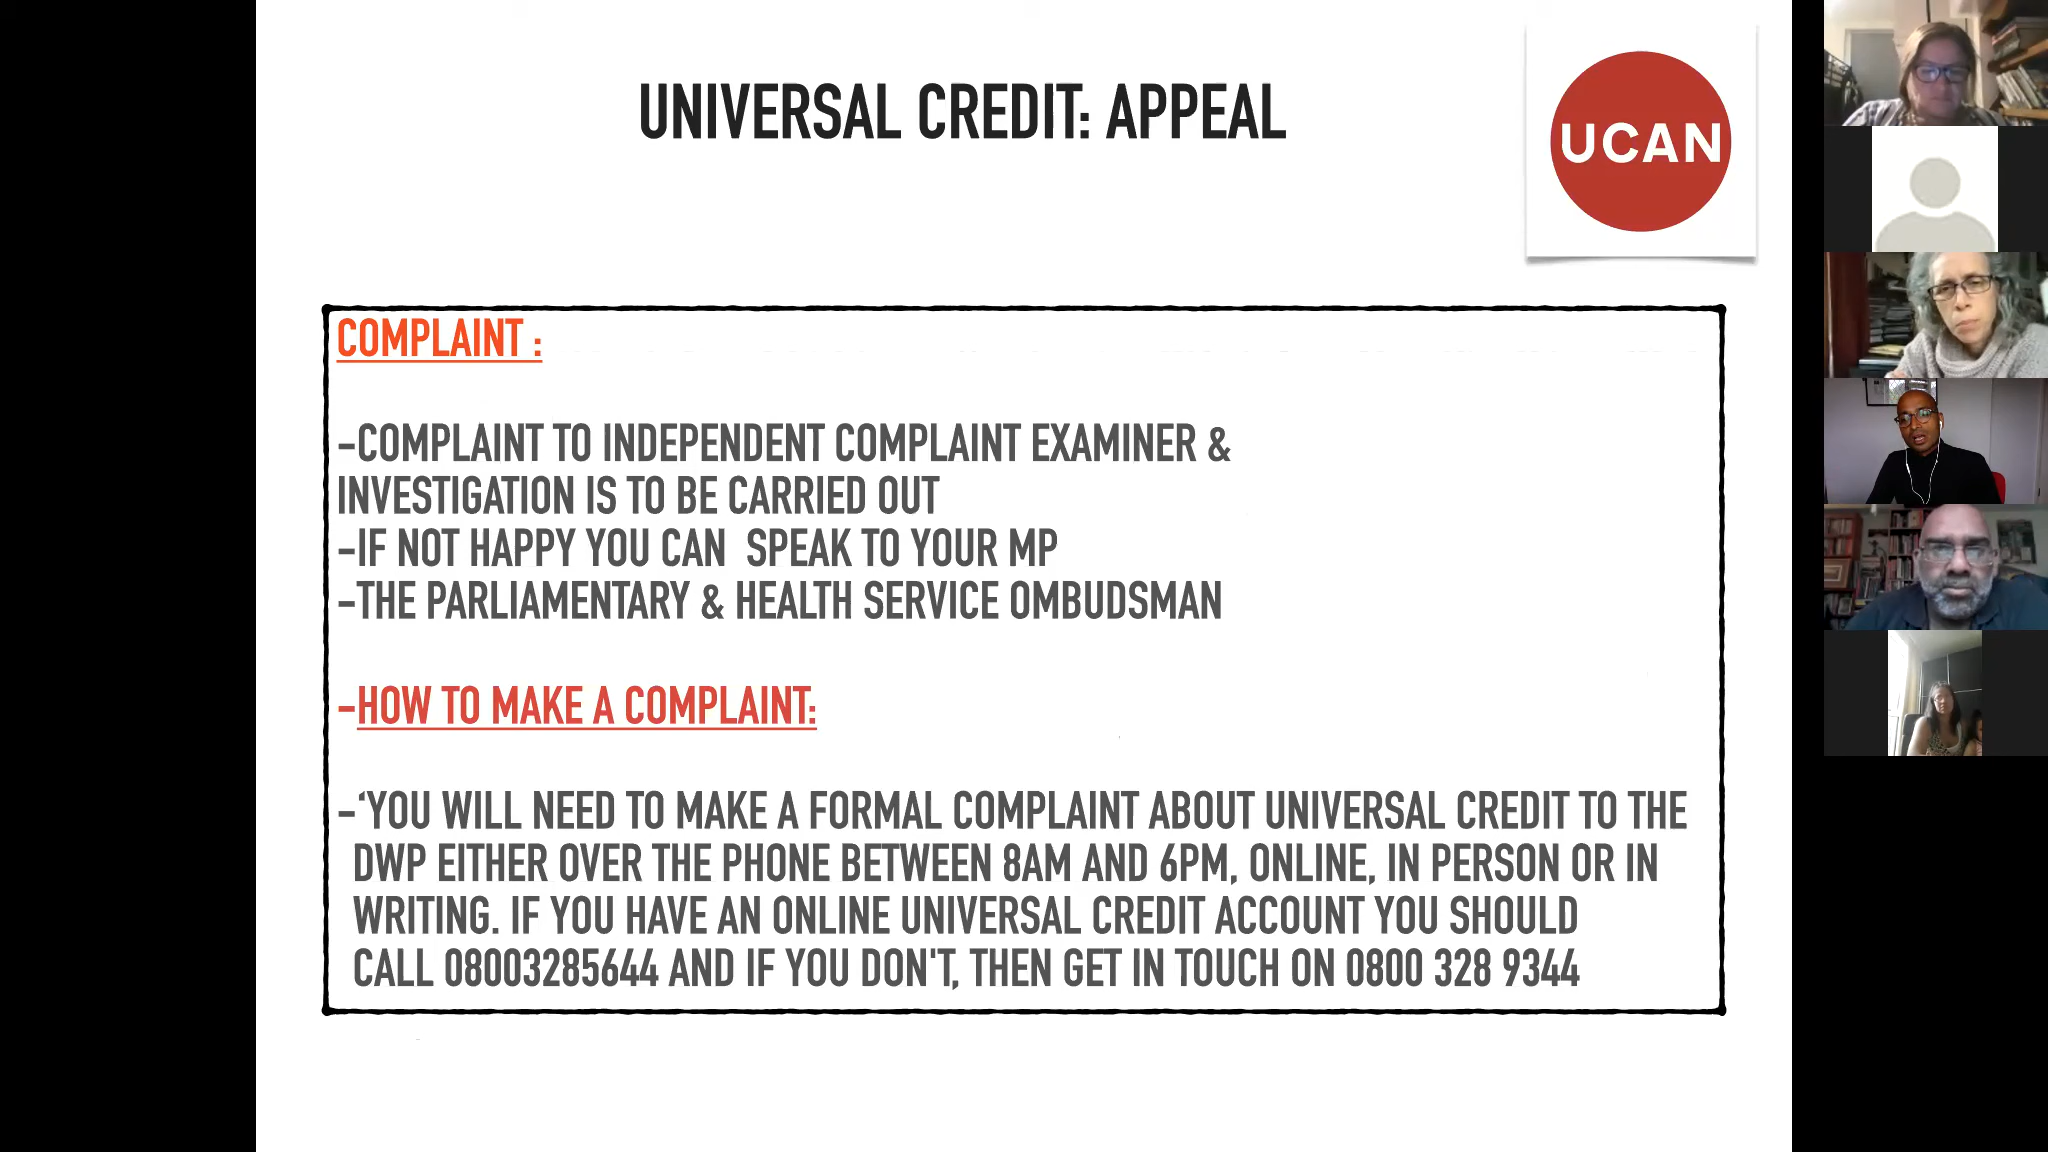 UNIVERSAL CREDIT: APPEAL
UCAN
COMPLAINT :
-COMPLAINT TO INDEPENDENT COMPLAINT EXAMINER &
INVESTIGATION IS TO BE CARRIED OUT
-IF NOT HAPPY YOU CAN  SPEAK TO YOUR MP
-THE PARLIAMENTARY & HEALTH SERVICE OMBUDSMAN
-HOW TO MAKE A COMPLAINT:
-‘YOU WILL NEED TO MAKE A FORMAL COMPLAINT ABOUT UNIVERSAL CREDIT TO THE
DWP EITHER OVER THE PHONE BETWEEN 8AM AND 6PM, ONLINE, IN PERSON OR IN
WRITING. IF YOU HAVE AN ONLINE UNIVERSAL CREDIT ACCOUNT YOU SHOULD
CALL 08003285644 AND IF YOU DON'T, THEN GET IN TOUCH ON 0800 328 9344